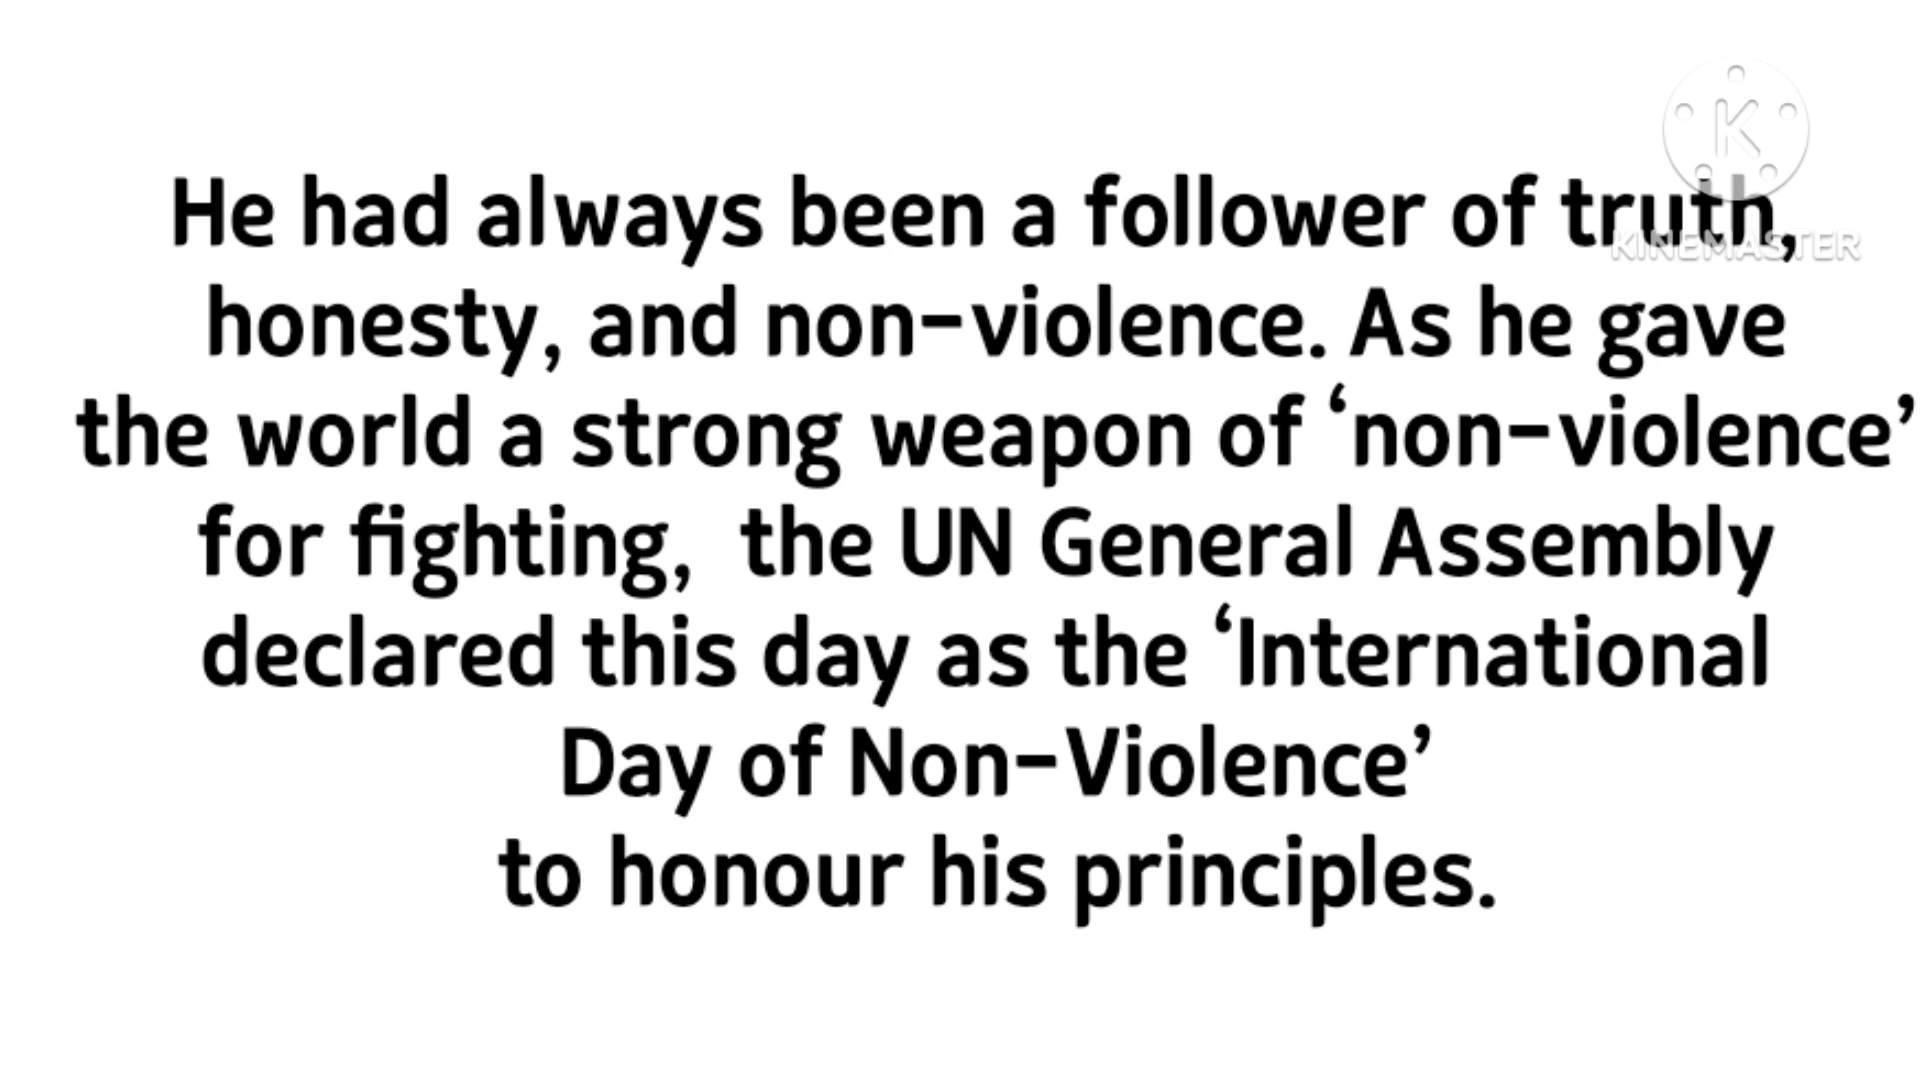 K
KINEMASTER
He had always been a follower of truth,
honesty, and non-violence. As he gave
the world a strong weapon of ‘non-violence’
for fighting,  the UN General Assembly
declared this day as the ‘International
Day of Non-Violence’
to honour his principles.